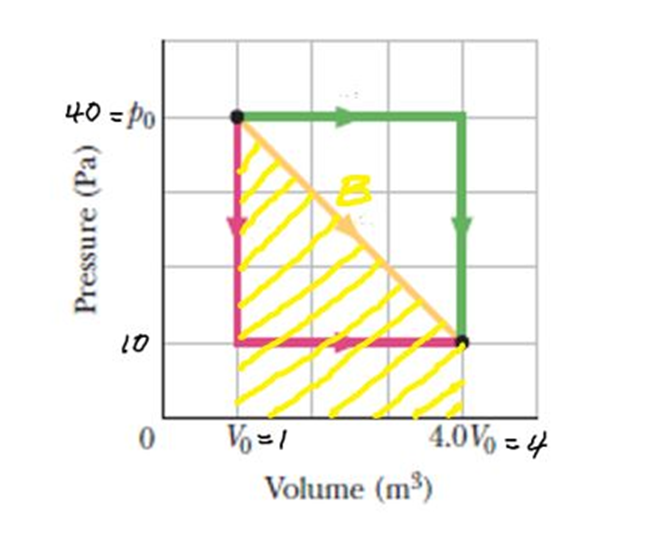 40 = p₀
B
Pressure (Pa)
10
0
V₀ = 1
4.0V₀ = 4
Volume (m³)